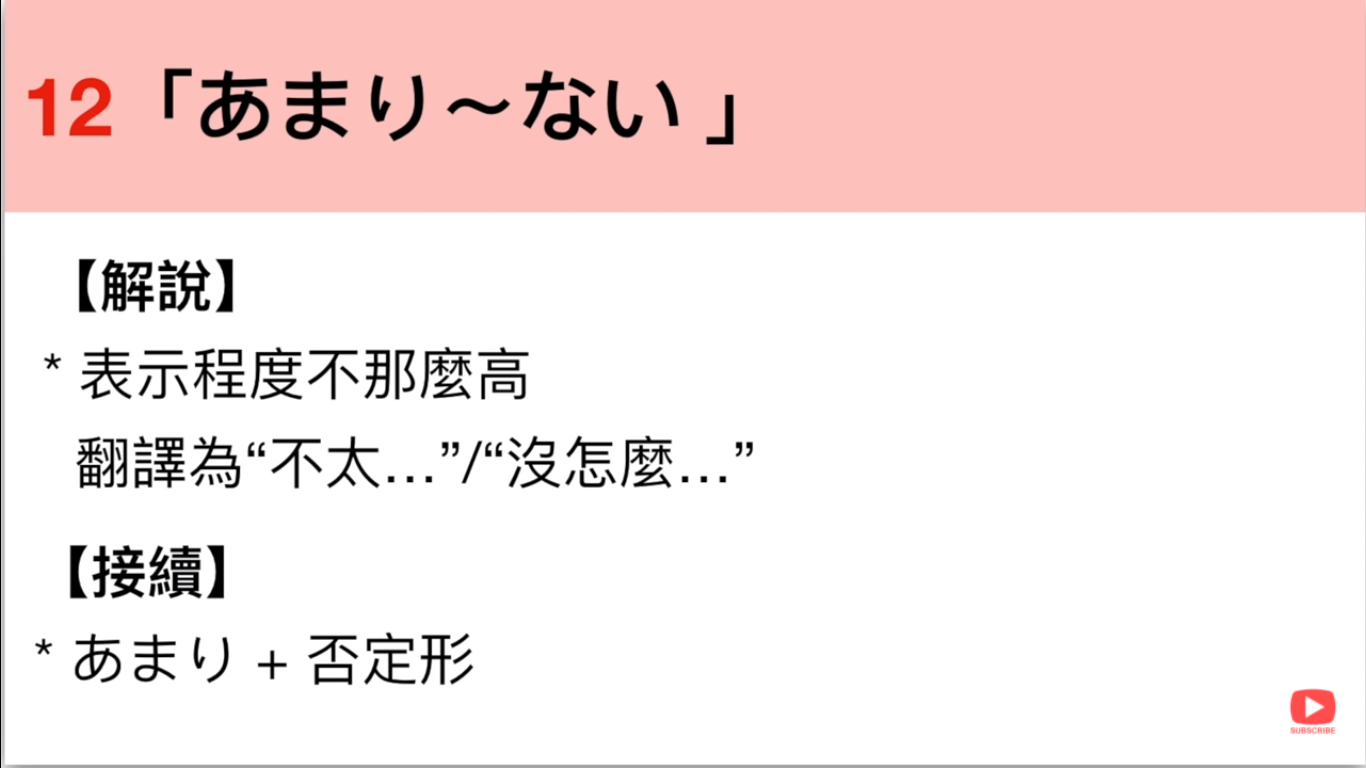 12「あまり～ない 」
【解說】
* 表示程度不那麼高
翻譯為“不太…”/“沒怎麼…”
【接續】
* あまり + 否定形
SUBSCRIBE